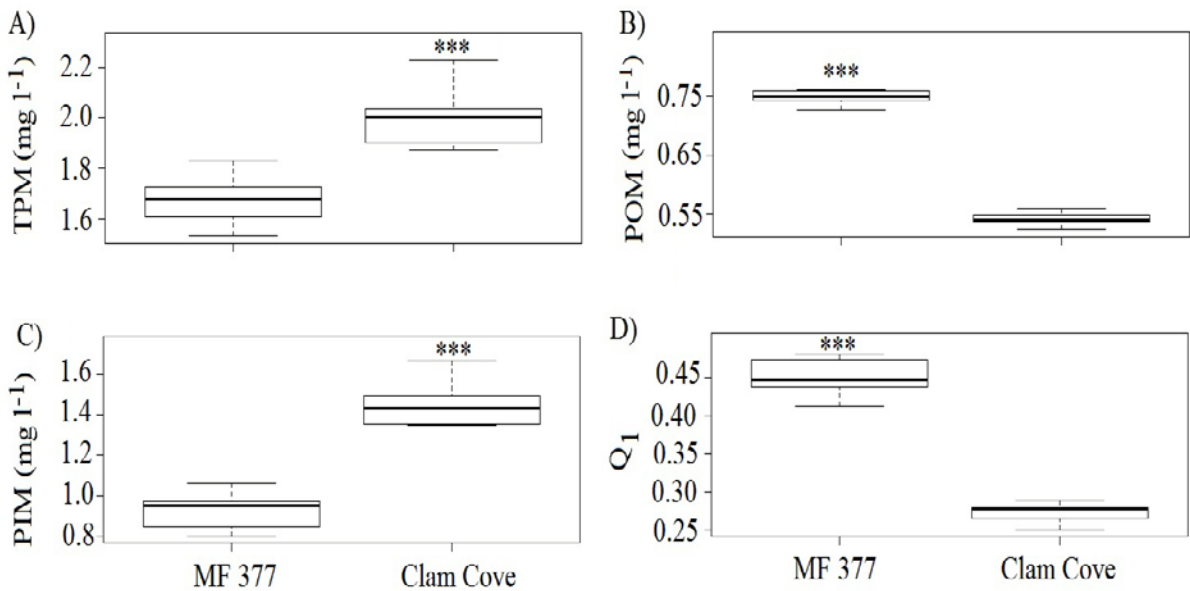 A)
TPM (mg l⁻¹)
2.2
2.0
1.8
1.6
***
B)
POM (mg l⁻¹)
0.75
0.65
0.55
***
C)
PIM (mg l⁻¹)
1.6
1.4
1.2
1.0
0.8
***
MF 377
Clam Cove
D)
Q₁
0.45
0.40
0.35
0.30
0.25
***
MF 377
Clam Cove